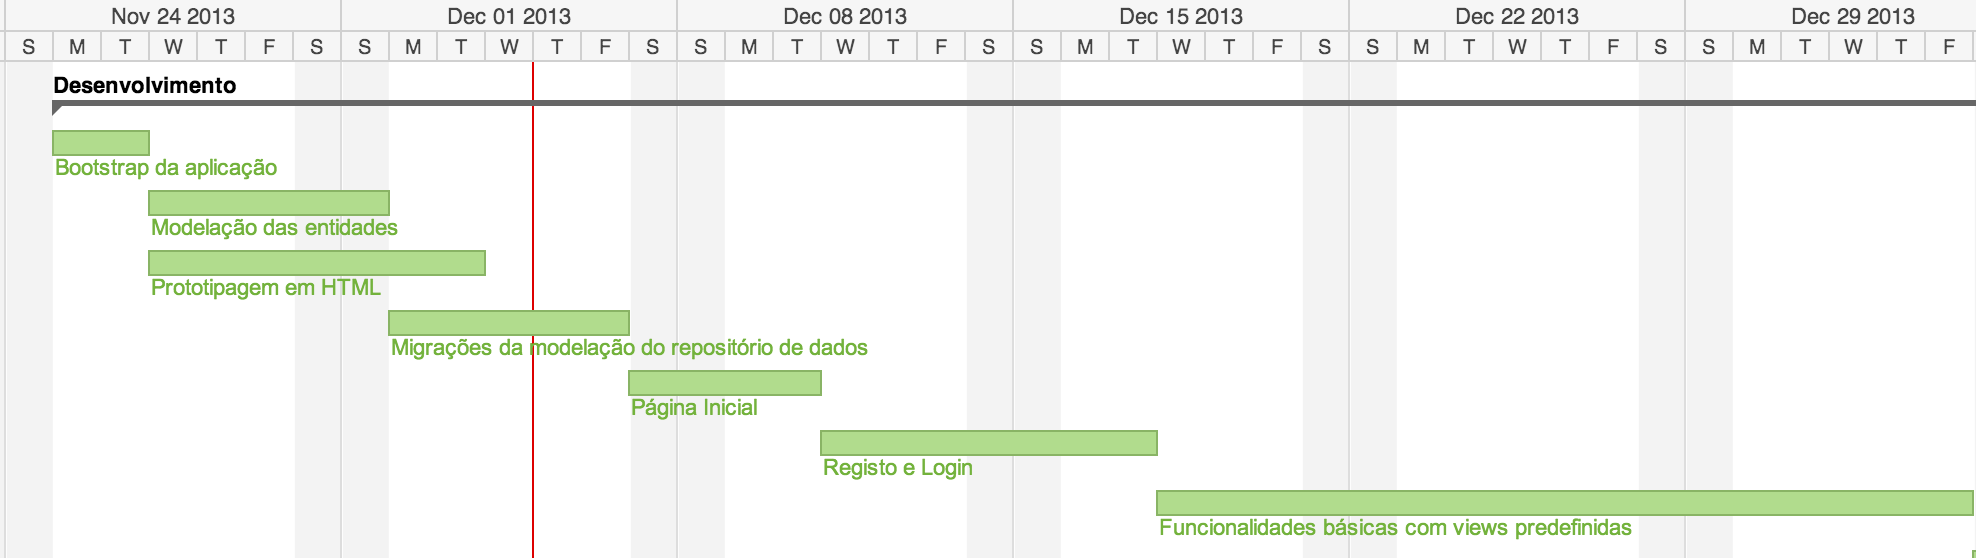 Nov 24 2013 Dec 01 2013 Dec 08 2013 Dec 15 2013 Dec 22 2013 Dec 29 2013
S M T W T F S S M T W T F S S M T W T F S S M T W T F S S M T W T F S S M T W T F
Desenvolvimento
Bootstrap da aplicação
Modelação das entidades
Prototipagem em HTML
Migrações da modelação do repositório de dados
Página Inicial
Registo e Login
Funcionalidades básicas com views predefinidas